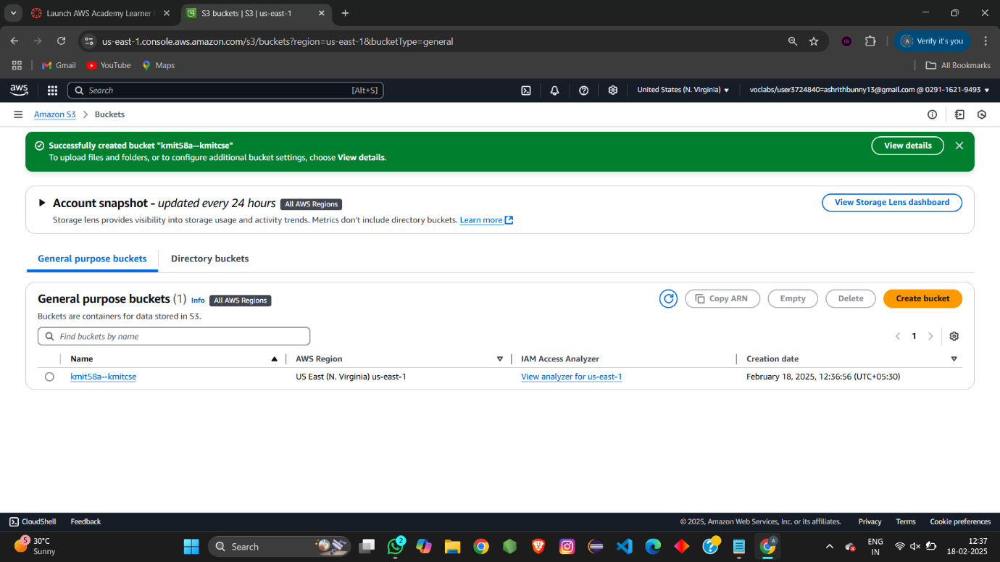 Launch AWS Academy Learner
S3 buckets | S3 | us-east-1
us-east-1.console.aws.amazon.com/s3/buckets?region=us-east-1&bucketType=general
BR
A
Verify it's you
Gmail
YouTube
Maps
All Bookmarks
aws
Search
[Alt+S]
United States (N. Virginia)
voclabs/user3724840=ashrithbunny13@gmail.com @ 0291-1621-9493
Amazon S3
Buckets
Successfully created bucket "kmit58a--kmitcse"
To upload files and folders, or to configure additional bucket settings, choose View details.
View details
Account snapshot - updated every 24 hours All AWS Regions
Storage lens provides visibility into storage usage and activity trends. Metrics don't include directory buckets. Learn more
View Storage Lens dashboard
General purpose buckets
Directory buckets
General purpose buckets (1) Info All AWS Regions
Buckets are containers for data stored in S3.
Copy ARN
Empty
Delete
Create bucket
Find buckets by name
1
Name
AWS Region
IAM Access Analyzer
Creation date
kmit58a--kmitcse
US East (N. Virginia) us-east-1
View analyzer for us-east-1
February 18, 2025, 12:36:56 (UTC+05:30)
CloudShell
Feedback
© 2025, Amazon Web Services, Inc. or its affiliates.
Privacy
Terms
Cookie preferences
5
30°C
Sunny
Search
2
A
ENG
IN
12:37
18-02-2025